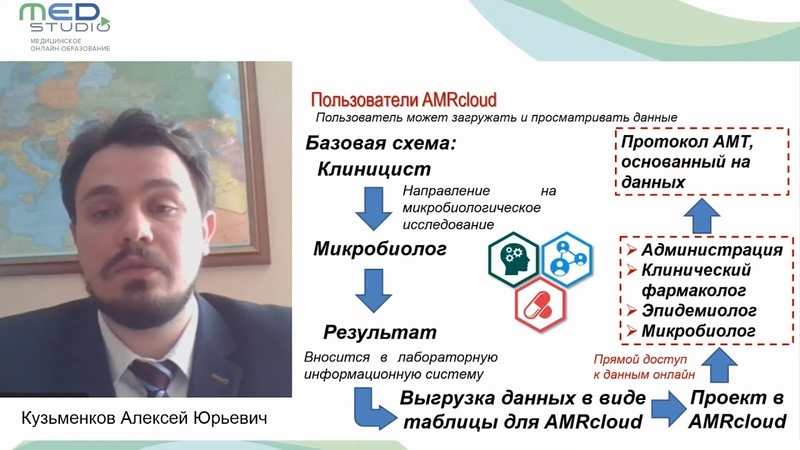 MED
STUDIO
МЕДИЦИНСКОЕ
ОНЛАЙН-ОБРАЗОВАНИЕ
Пользователи AMRcloud
Пользователь может загружать и просматривать данные
Базовая схема:
Клиницист
Направление на
микробиологическое
исследование
Микробиолог
Результат
Вносится в лабораторную
информационную систему
Выгрузка данных в виде
таблицы для AMRcloud
Проект в
AMRcloud
Прямой доступ
к данным онлайн
Администрация
Клинический
фармаколог
Эпидемиолог
Микробиолог
Протокол АМТ,
основанный на
данных
Кузьменков Алексей Юрьевич